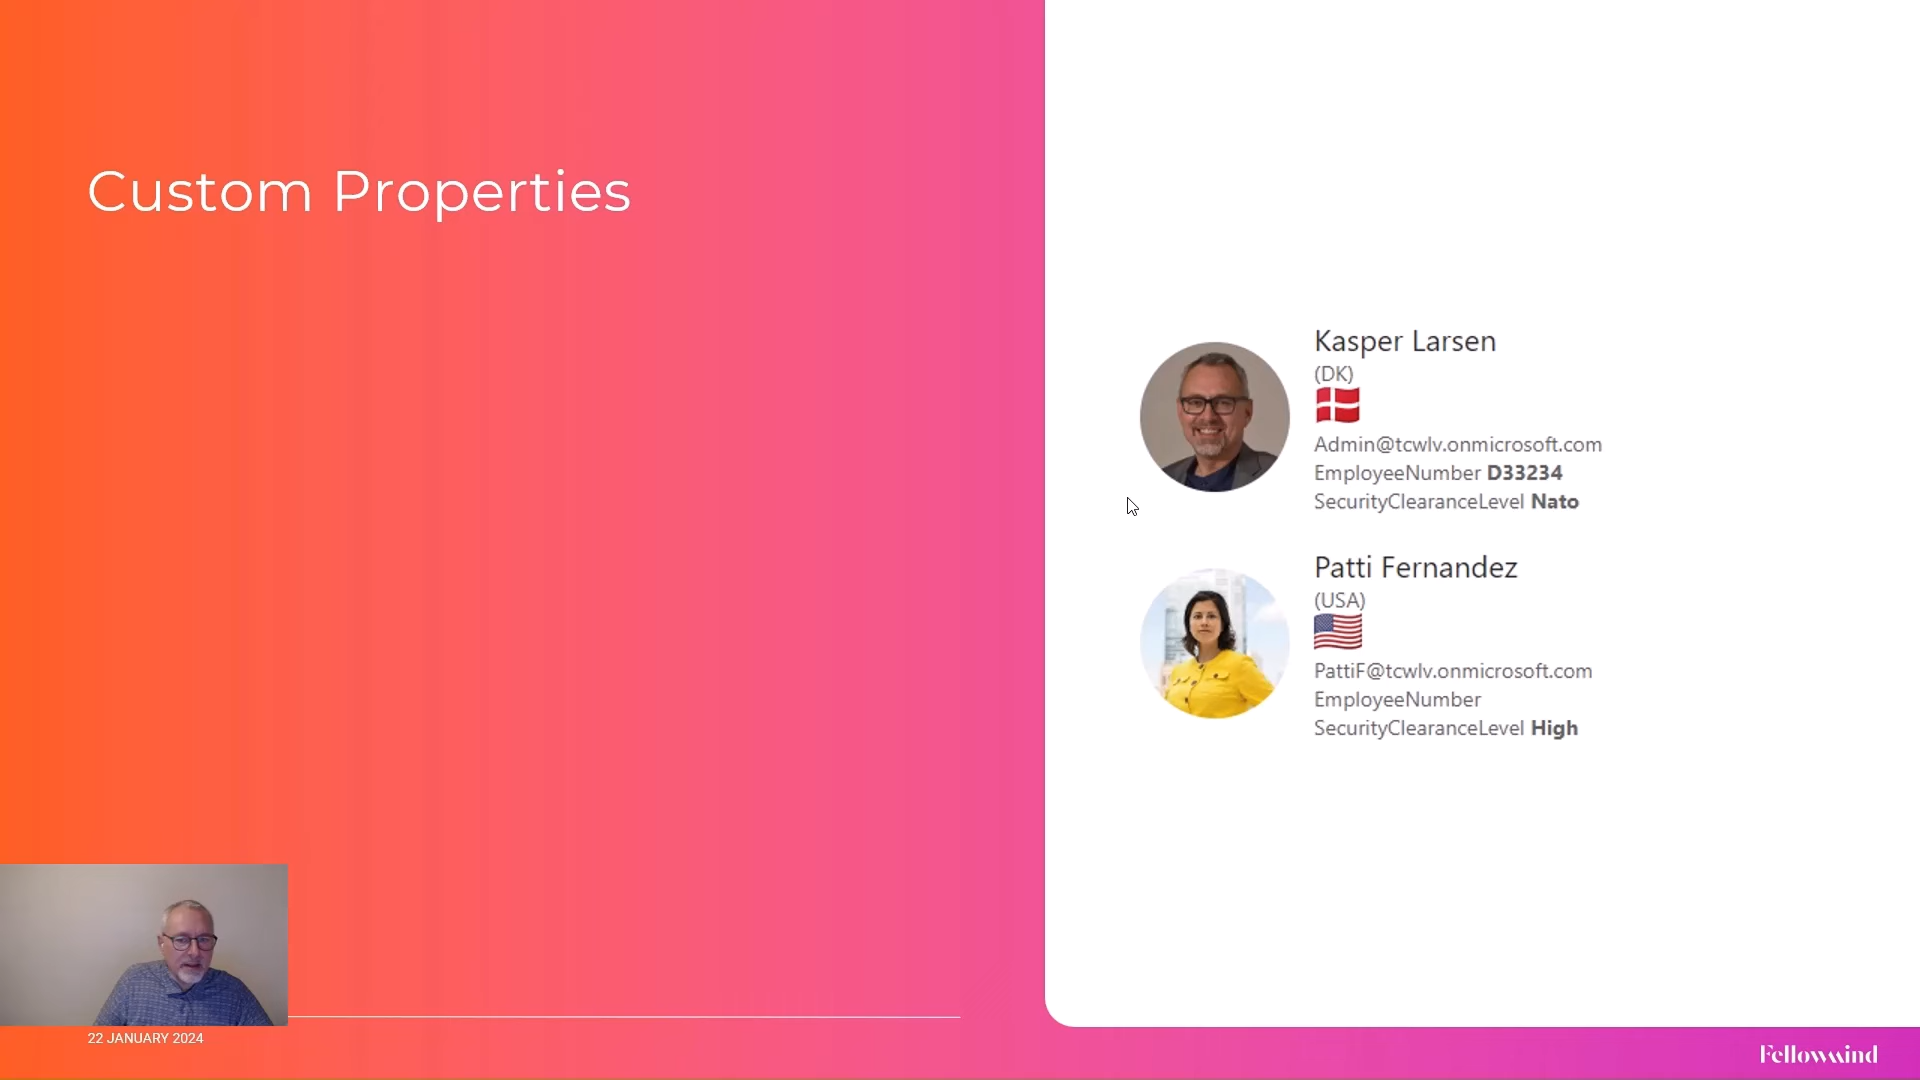 Custom Properties
Kasper Larsen
(DK)
Admin@tcwlv.onmicrosoft.com
EmployeeNumber D33234
SecurityClearanceLevel Nato
Patti Fernandez
(USA)
PattiF@tcwlv.onmicrosoft.com
EmployeeNumber
SecurityClearanceLevel High
22 JANUARY 2024
Fellowmind